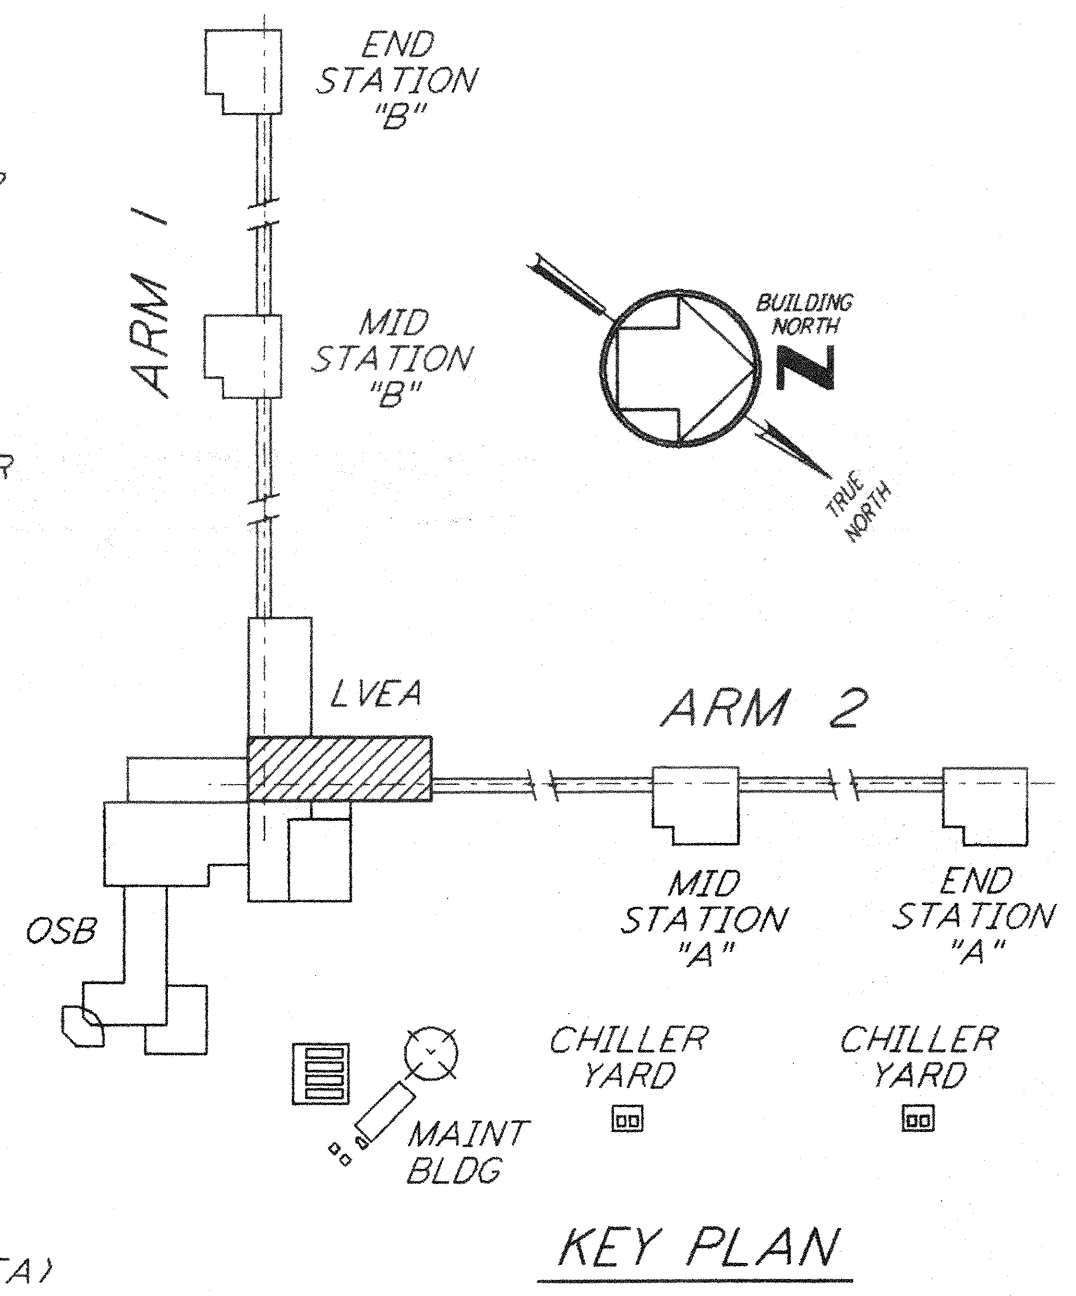 END
STATION
"B"
ARM 1
MID
STATION
"B"
BUILDING
NORTH
N
TRUE
NORTH
R
LVEA
ARM 2
MID
STATION
"A"
END
STATION
"A"
OSB
CHILLER
YARD
CHILLER
YARD
MAINT
BLDG
KEY PLAN
TA)